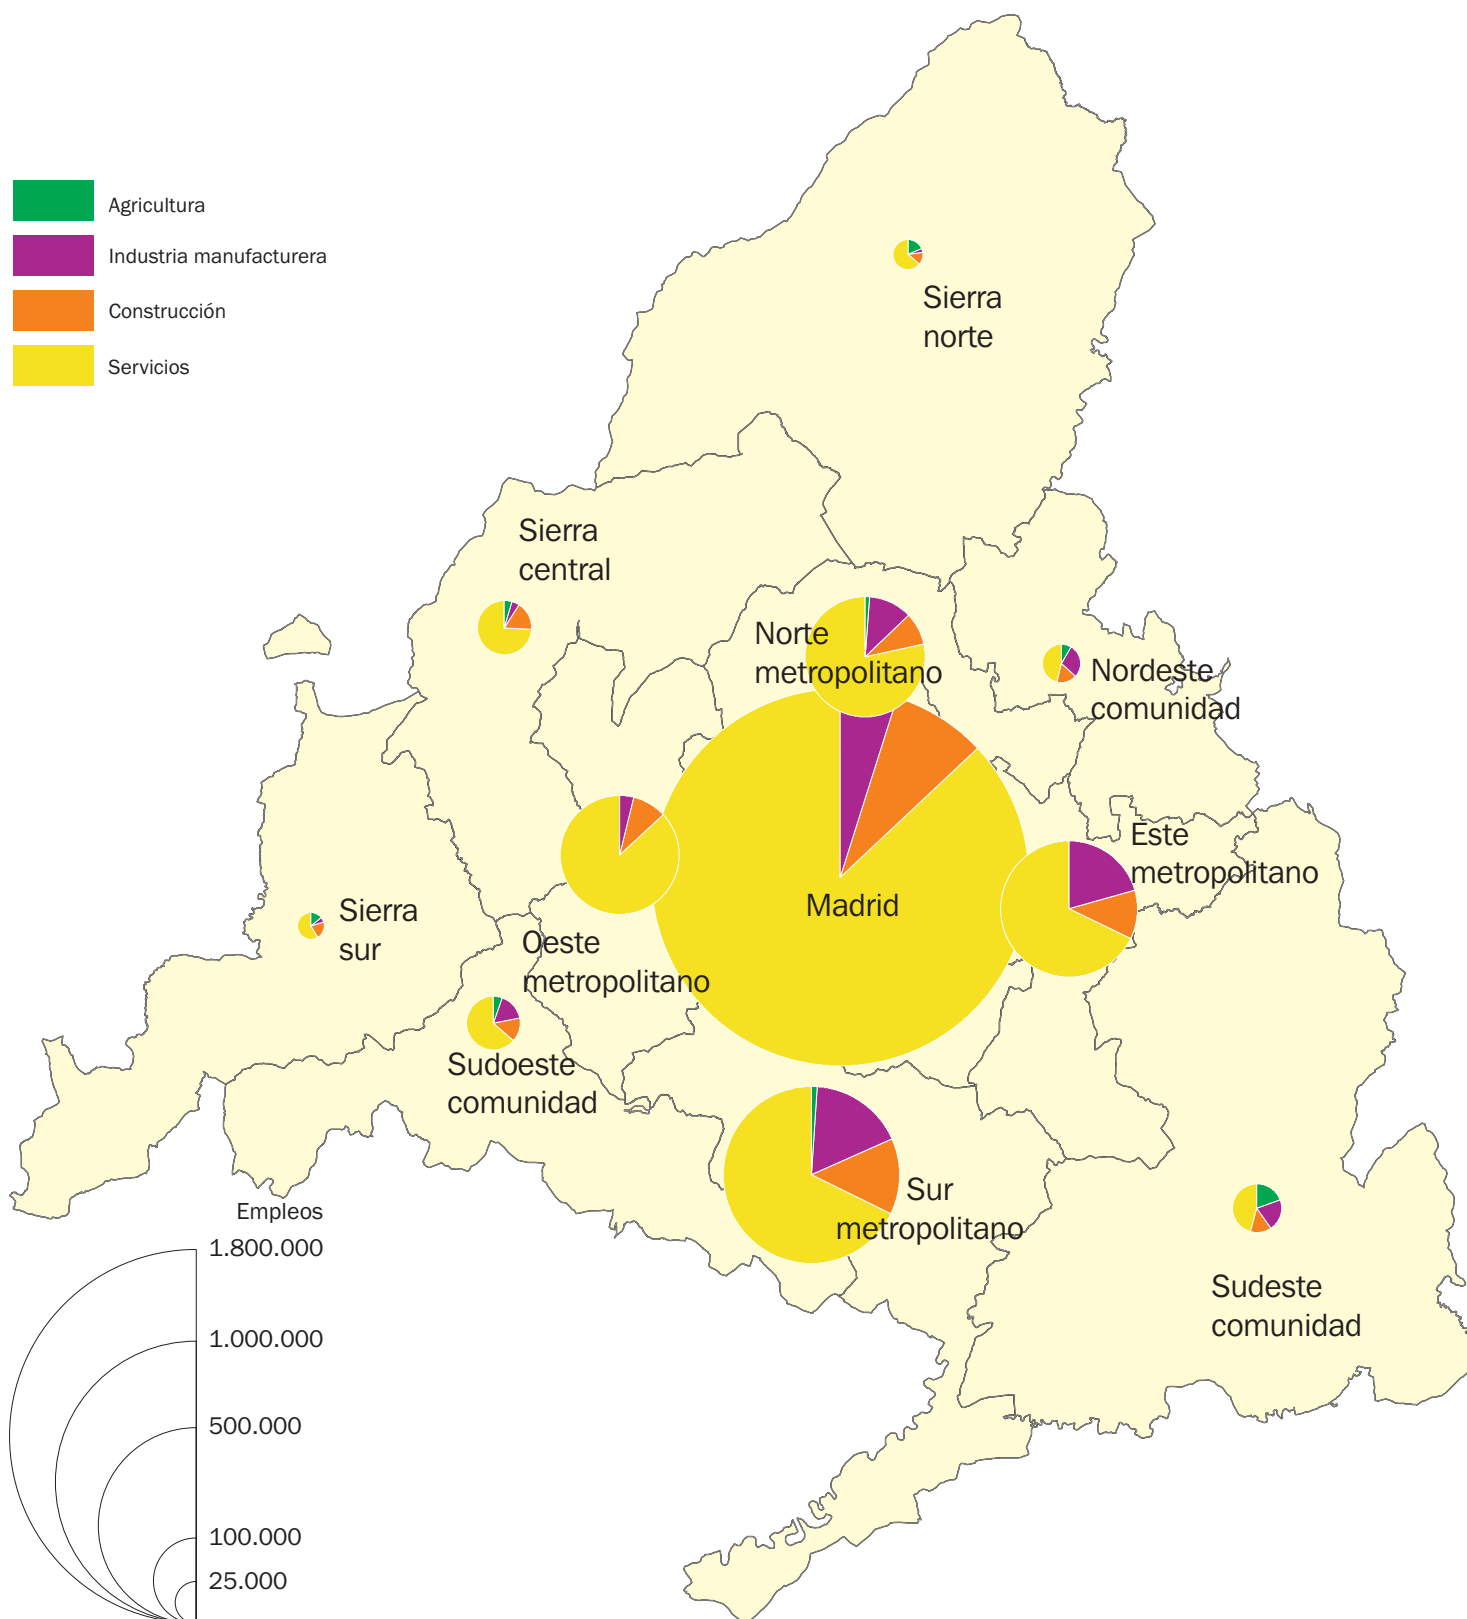 Agricultura
Industria manufacturera
Construcción
Servicios
Sierra
norte
Sierra
central
Norte
metropolitano
Nordeste
comunidad
Este
metropolitano
Madrid
Sierra
sur
Oeste
metropolitano
Sudoeste
comunidad
Sur
metropolitano
Sudeste
comunidad
Empleos
1.800.000
1.000.000
500.000
100.000
25.000